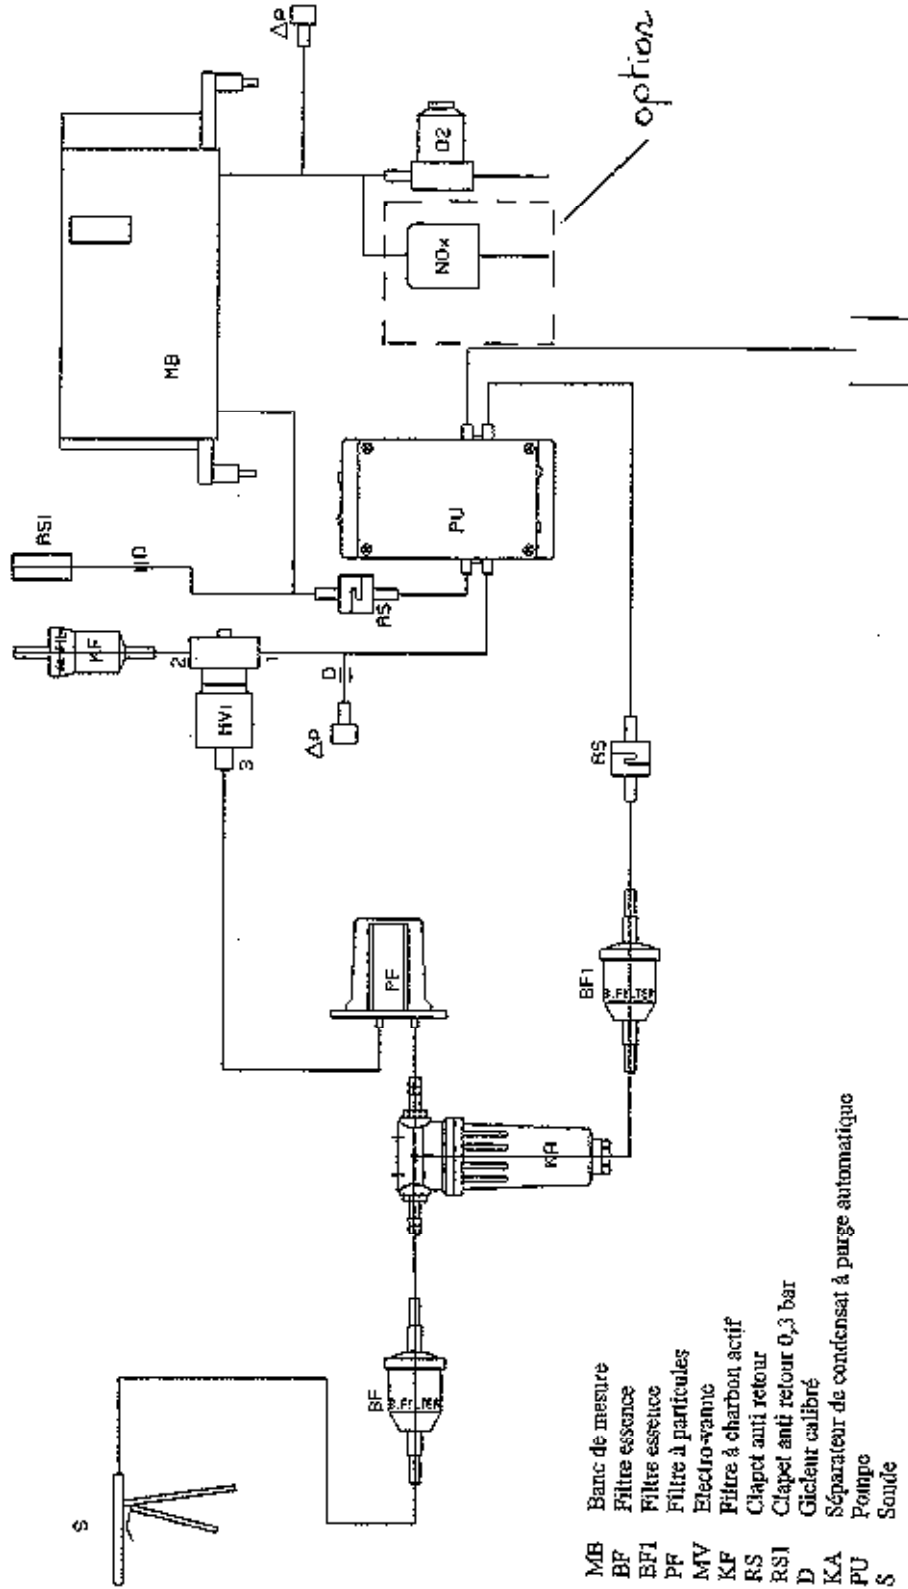 S
BF
B.FILTER
KA
PF
BF1
B.FILTER
RS
MV1
3
2
1
KF
ΔP
D
RS1
D
RS
PU
MB
NOx
O2
ΔP
option
MB Banc de mesure
BF Filtre essence
BF1 Filtre essence
PF Filtre à particules
MV Electro-vanne
KF Filtre à charbon actif
RS Clapet anti retour
RS1 Clapet anti retour 0,3 bar
D Gicleur calibré
KA Séparateur de condensat à purge automatique
PU Pompe
S Sonde